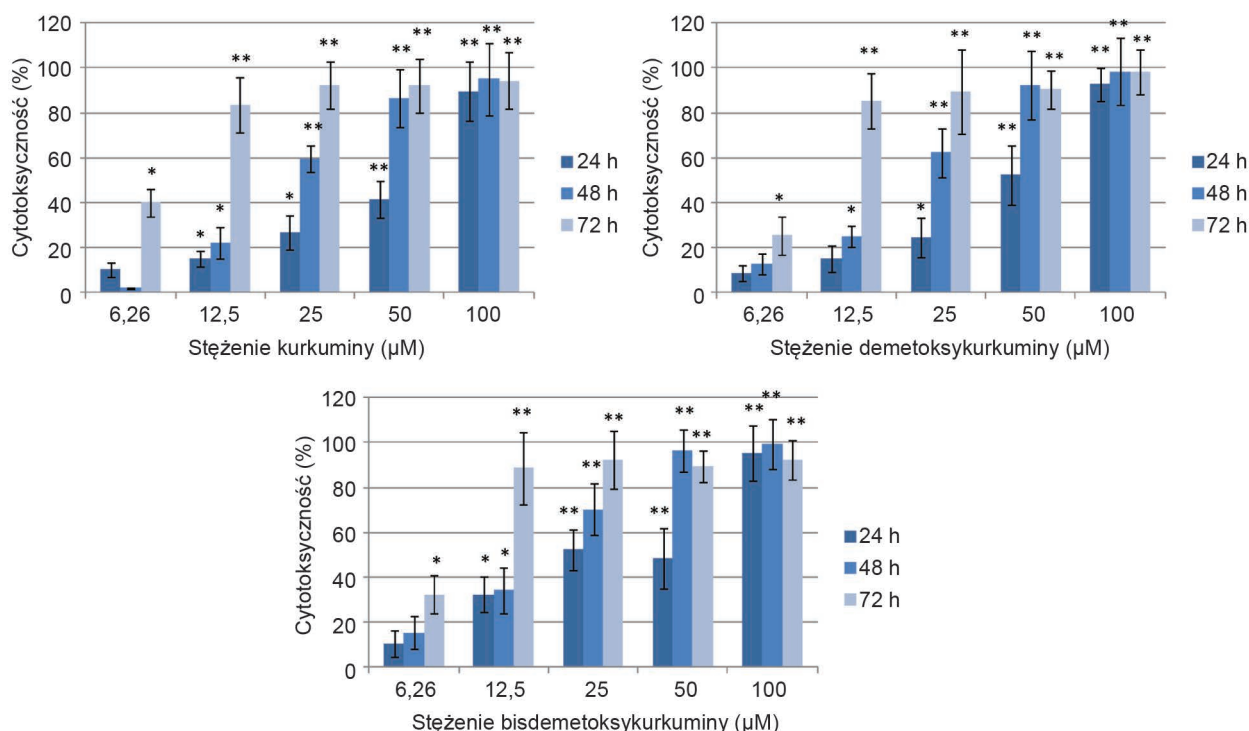 120
100
80
60
40
20
0
Cytotoksyczność (%)
* * * ** * ** ** ** ** ** ** ** **
24 h
48 h
72 h
6,26 12,5 25 50 100
Stężenie kurkuminy (µM)
120
100
80
60
40
20
0
Cytotoksyczność (%)
* * ** * ** ** ** ** ** ** ** **
24 h
48 h
72 h
6,26 12,5 25 50 100
Stężenie demetoksykurkuminy (µM)
120
100
80
60
40
20
0
Cytotoksyczność (%)
* * * ** ** ** ** ** ** ** ** ** **
24 h
48 h
72 h
6,26 12,5 25 50 100
Stężenie bisdemetoksykurkuminy (µM)